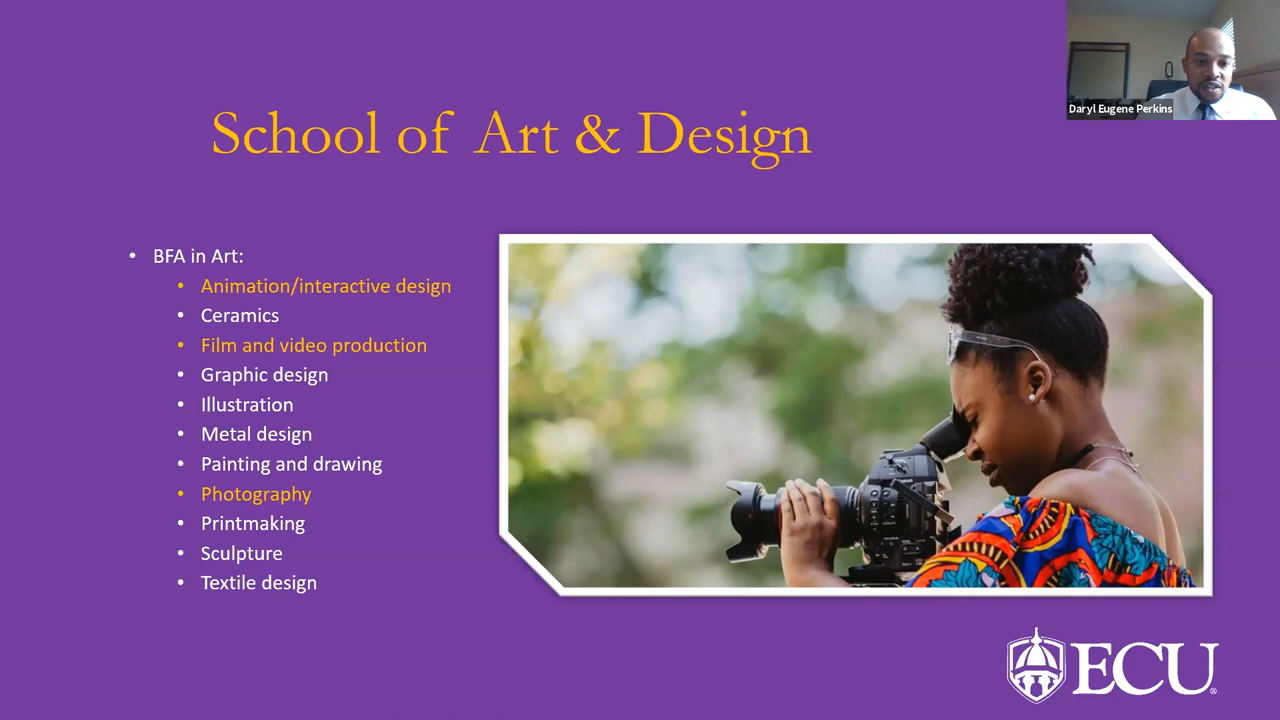 Daryl Eugene Perkins
School of Art & Design
• BFA in Art:
• Animation/interactive design
• Ceramics
• Film and video production
• Graphic design
• Illustration
• Metal design
• Painting and drawing
• Photography
• Printmaking
• Sculpture
• Textile design
ECU®